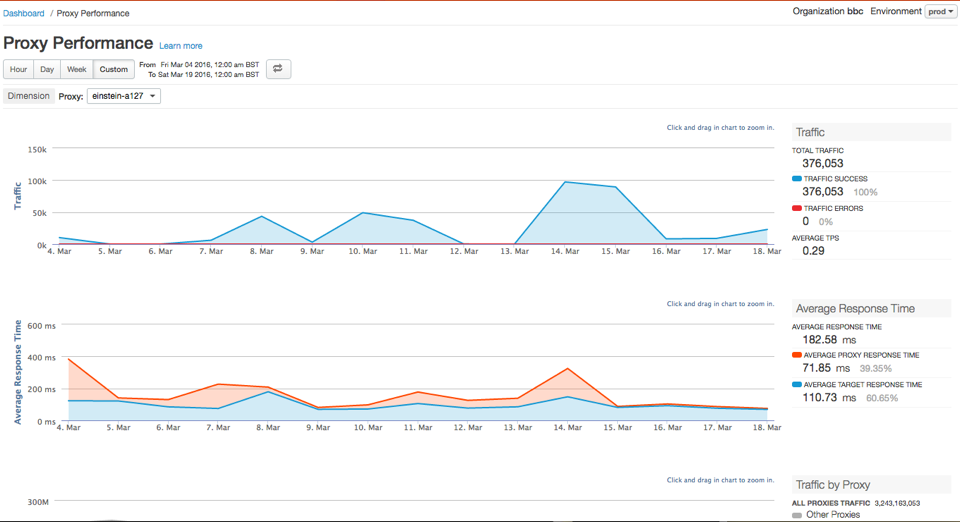 Dashboard / Proxy Performance
Organization bbc Environment prod
Proxy Performance Learn more
Hour Day Week Custom
From Fri Mar 04 2016, 12:00 am BST
To Sat Mar 19 2016, 12:00 am BST
Dimension Proxy: einstein-a127
Click and drag in chart to zoom in.
Traffic
150k
100k
50k
0k
4. Mar 5. Mar 6. Mar 7. Mar 8. Mar 9. Mar 10. Mar 11. Mar 12. Mar 13. Mar 14. Mar 15. Mar 16. Mar 17. Mar 18. Mar
Traffic
TOTAL TRAFFIC
376,053
TRAFFIC SUCCESS
376,053 100%
TRAFFIC ERRORS
0 0%
AVERAGE TPS
0.29
Click and drag in chart to zoom in.
Average Response Time
600 ms
400 ms
200 ms
0 ms
4. Mar 5. Mar 6. Mar 7. Mar 8. Mar 9. Mar 10. Mar 11. Mar 12. Mar 13. Mar 14. Mar 15. Mar 16. Mar 17. Mar 18. Mar
Average Response Time
AVERAGE RESPONSE TIME
182.58 ms
AVERAGE PROXY RESPONSE TIME
71.85 ms 39.35%
AVERAGE TARGET RESPONSE TIME
110.73 ms 60.65%
Click and drag in chart to zoom in.
300M
Traffic by Proxy
ALL PROXIES TRAFFIC 3,243,163,053
Other Proxies